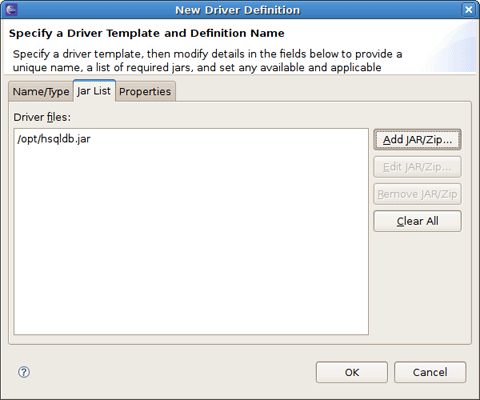 New Driver Definition
Specify a Driver Template and Definition Name
Specify a driver template, then modify details in the fields below to provide a
unique name, a list of required jars, and set any available and applicable
Name/Type Jar List Properties
Driver files:
/opt/hsqldb.jar
Add JAR/Zip...
Edit JAR/Zip...
Remove JAR/Zip
Clear All
?
OK Cancel